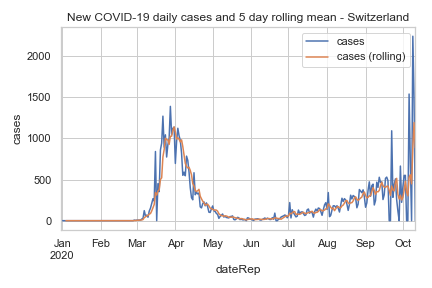 New COVID-19 daily cases and 5 day rolling mean - Switzerland
cases
cases (rolling)
2000
1500
1000
500
0
cases
Jan Feb Mar Apr May Jun Jul Aug Sep Oct
2020
dateRep